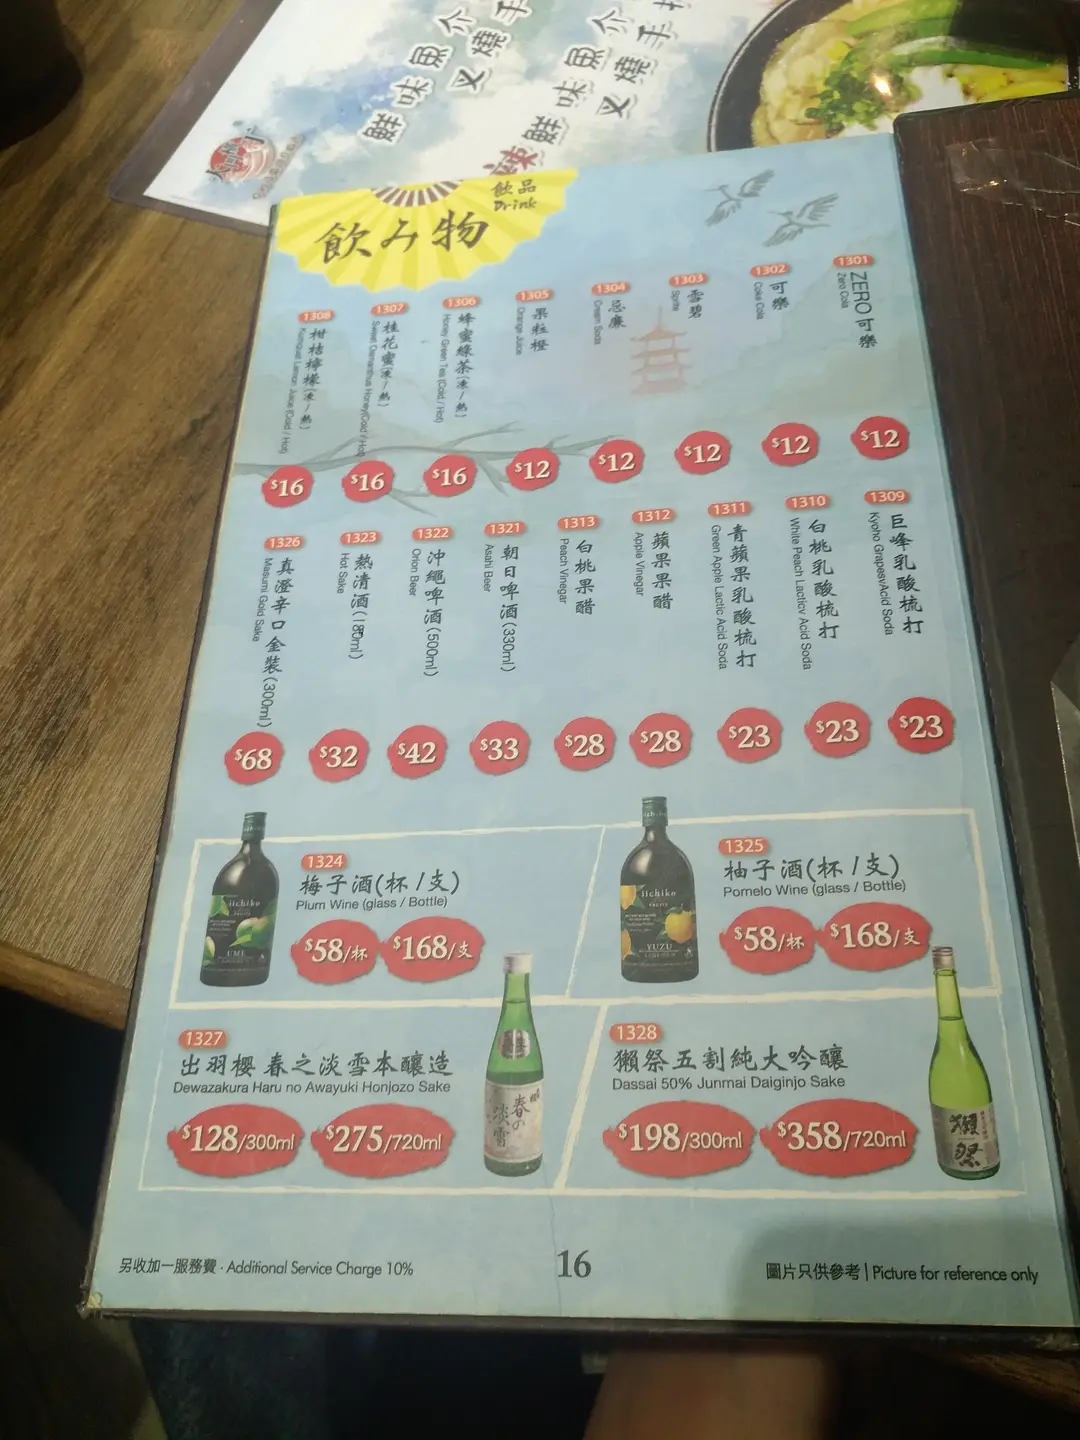 鮮味魚介
叉燒手
辣鮮味魚介
叉燒手
飲み物
飲品
Drink
1301
ZERO可樂
Zero Cola
$12
1302
可樂
Coke Cola
$12
1303
雪碧
Sprite
$12
1304
忌廉
Cream Soda
$12
1305
果粒橙
Orange Juice
$12
1306
蜂蜜綠茶(凍/熱)
Honey Green Tea (Cold / Hot)
$16
1307
桂花蜜(凍/熱)
Sweet Osmanthus Honey(Cold / Hot)
$16
1308
柑桔檸檬(凍/熱)
Kumquat Lemon Juice (Cold / Hot)
$16
1309
巨峰乳酸梳打
Kyoho GrapesvAcid Soda
$23
1310
白桃乳酸梳打
White Peach Lacticv Acid Soda
$23
1311
青蘋果乳酸梳打
Green Apple Lactic Acid Soda
$23
1312
蘋果果醋
Apple Vinegar
$28
1313
白桃果醋
Peach Vinegar
$28
1321
朝日啤酒(330ml)
Asahi Beer
$33
1322
沖繩啤酒(500ml)
Orion Beer
$42
1323
熱清酒(180ml)
Hot Sake
$32
1326
真澄辛口金裝(300ml)
Masumi Gold Sake
$68
1324
梅子酒(杯/支)
Plum Wine (glass / Bottle)
$58/杯 $168/支
iichiko
UMI
1325
柚子酒(杯/支)
Pomelo Wine (glass / Bottle)
$58/杯 $168/支
iichiko
YUZU
1327
出羽櫻 春之淡雪本釀造
Dewazakura Haru no Awayuki Honjozo Sake
$128/300ml $275/720ml
春の
淡雪
1328
獺祭五割純大吟釀
Dassai 50% Junmai Daiginjo Sake
$198/300ml $358/720ml
獺祭
另收加一服務費 · Additional Service Charge 10%
16
圖片只供參考 | Picture for reference only